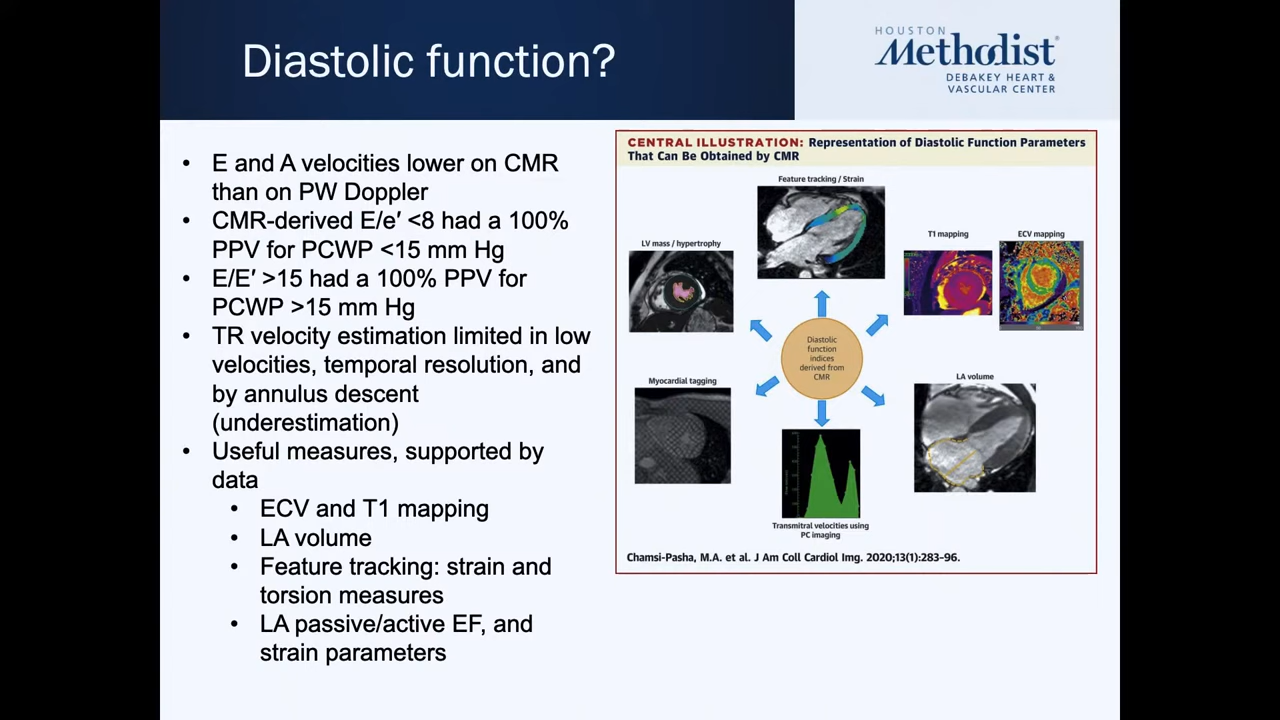 Diastolic function?
HOUSTON
Methodist
DEBAKEY HEART &
VASCULAR CENTER
• E and A velocities lower on CMR
than on PW Doppler
• CMR-derived E/e′ <8 had a 100%
PPV for PCWP <15 mm Hg
• E/E′ >15 had a 100% PPV for
PCWP >15 mm Hg
• TR velocity estimation limited in low
velocities, temporal resolution, and
by annulus descent
(underestimation)
• Useful measures, supported by
data
• ECV and T1 mapping
• LA volume
• Feature tracking: strain and
torsion measures
• LA passive/active EF, and
strain parameters
CENTRAL ILLUSTRATION: Representation of Diastolic Function Parameters
That Can Be Obtained by CMR
Feature tracking / Strain
LV mass / hypertrophy
T1 mapping
ECV mapping
Diastolic
function
indices
derived from
CMR
Myocardial tagging
LA volume
Transmitral velocities using
PC imaging
Chamsi-Pasha, M.A. et al. J Am Coll Cardiol Img. 2020;13(1):283–96.